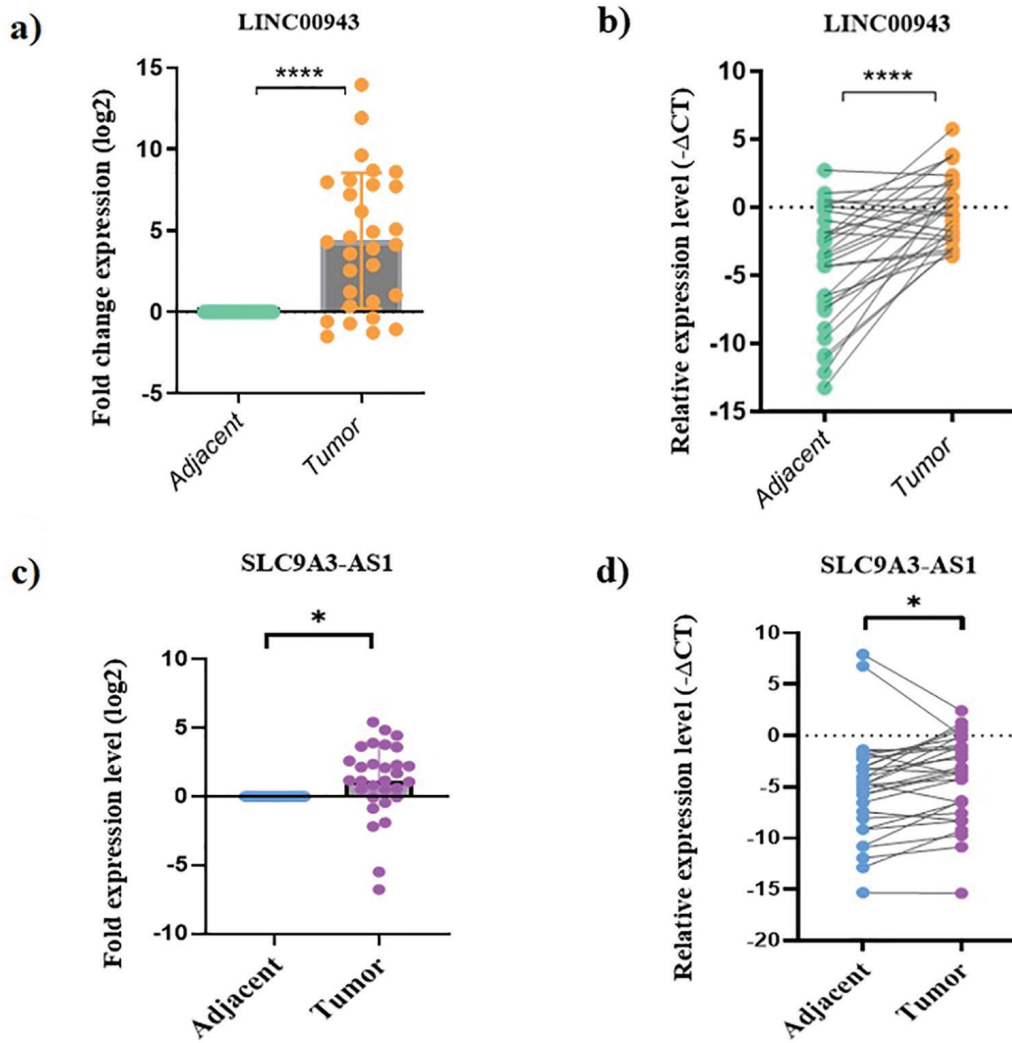 a)
LINC00943
Fold change expression (log2)
15
10
5
0
-5
****
Adjacent
Tumor
b)
LINC00943
Relative expression level (-ΔCT)
10
5
0
-5
-10
-15
****
Adjacent
Tumor
c)
SLC9A3-AS1
Fold expression level (log2)
10
5
0
-5
-10
*
Adjacent
Tumor
d)
SLC9A3-AS1
Relative expression level (-ΔCT)
10
5
0
-5
-10
-15
-20
*
Adjacent
Tumor